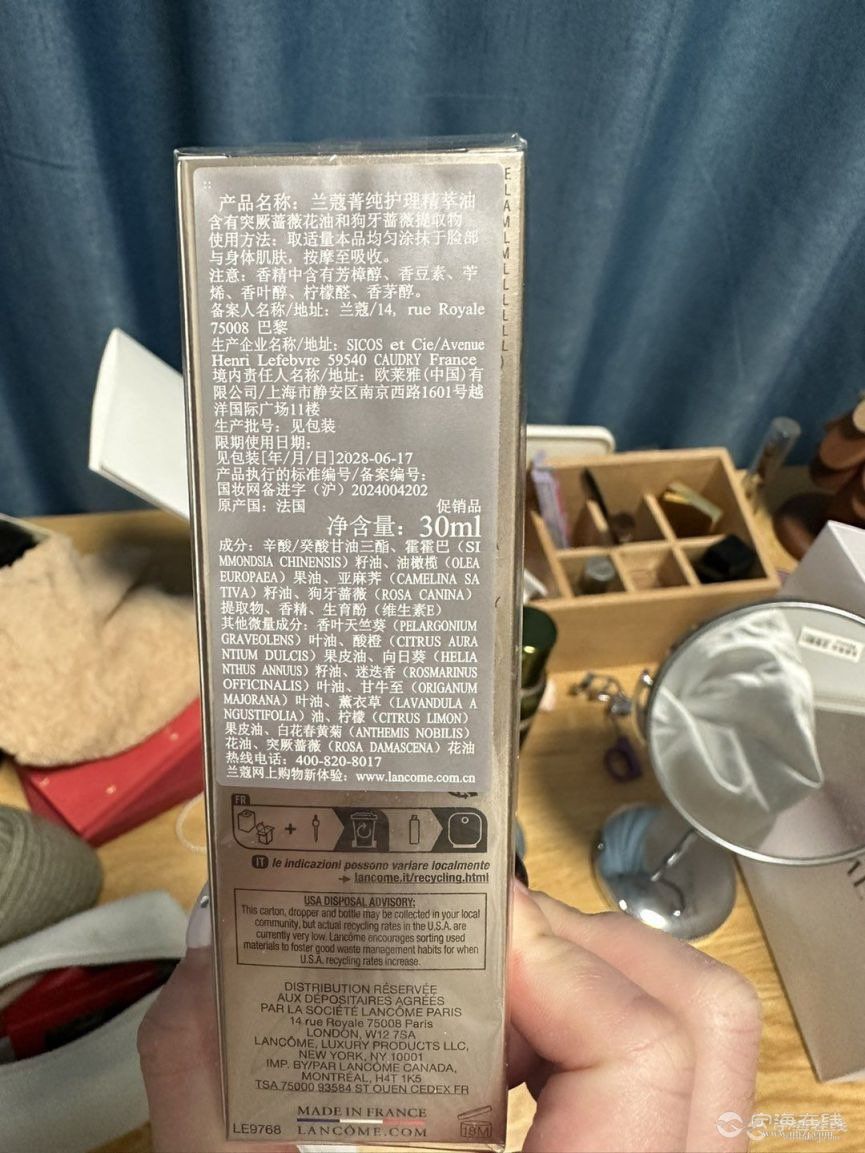 产品名称：兰蔻菁纯护理精萃油
含有突厥蔷薇花油和狗牙蔷薇提取物
使用方法：取适量本品均匀涂抹于脸部
与身体肌肤，按摩至吸收。
注意：香精中含有芳樟醇、香豆素、苧
烯、香叶醇、柠檬醛、香茅醇。
备案人名称/地址：兰蔻/14, rue Royale
75008 巴黎
生产企业名称/地址：SICOS et Cie/Avenue
Henri Lefebvre 59540 CAUDRY France
境内责任人名称/地址：欧莱雅(中国)有
限公司/上海市静安区南京西路1601号越
洋国际广场11楼
生产批号：见包装
限期使用日期：
见包装[年/月/日]2028-06-17
产品执行的标准编号/备案编号：
国妆网备进字（沪）2024004202
原产国：法国 促销品
净含量：30ml
成分：辛酸/癸酸甘油三酯、霍霍巴（SI
MMONDSIA CHINENSIS）籽油、油橄榄（OLEA
EUROPAEA）果油、亚麻荠（CAMELINA SA
TIVA）籽油、狗牙蔷薇（ROSA CANINA）
提取物、香精、生育酚（维生素E）
其他微量成分：香叶天竺葵（PELARGONIUM
GRAVEOLENS）叶油、酸橙（CITRUS AURA
NTIUM DULCIS）果皮油、向日葵（HELIA
NTHUS ANNUUS）籽油、迷迭香（ROSMARINUS
OFFICINALIS）叶油、甘牛至（ORIGANUM
MAJORANA）叶油、薰衣草（LAVANDULA A
NGUSTIFOLIA）油、柠檬（CITRUS LIMON）
果皮油、白花春黄菊（ANTHEMIS NOBILIS）
花油、突厥蔷薇（ROSA DAMASCENA）花油
热线电话：400-820-8017
兰蔻网上购物新体验：www.lancome.com.cn
FR
IT le indicazioni possono variare localmente
lancome.it/recycling.html
USA DISPOSAL ADVISORY:
This carton, dropper and bottle may be collected in your local
community, but actual recycling rates in the U.S.A. are
currently very low. Lancôme encourages sorting used
materials to foster good waste management habits for when
U.S.A. recycling rates increase.
DISTRIBUTION RÉSERVÉE
AUX DÉPOSITAIRES AGRÉÉS
PAR LA SOCIÉTÉ LANCÔME PARIS
14 rue Royale 75008 Paris
LONDON, W12 7SA
LANCÔME, LUXURY PRODUCTS LLC,
NEW YORK, NY 10001
IMP. BY/PAR LANCÔME CANADA,
MONTRÉAL, H4T 1K5
TSA 75000 93584 ST OUEN CEDEX FR
MADE IN FRANCE
LE9768 LANCÔME.COM 18M
宁海在线